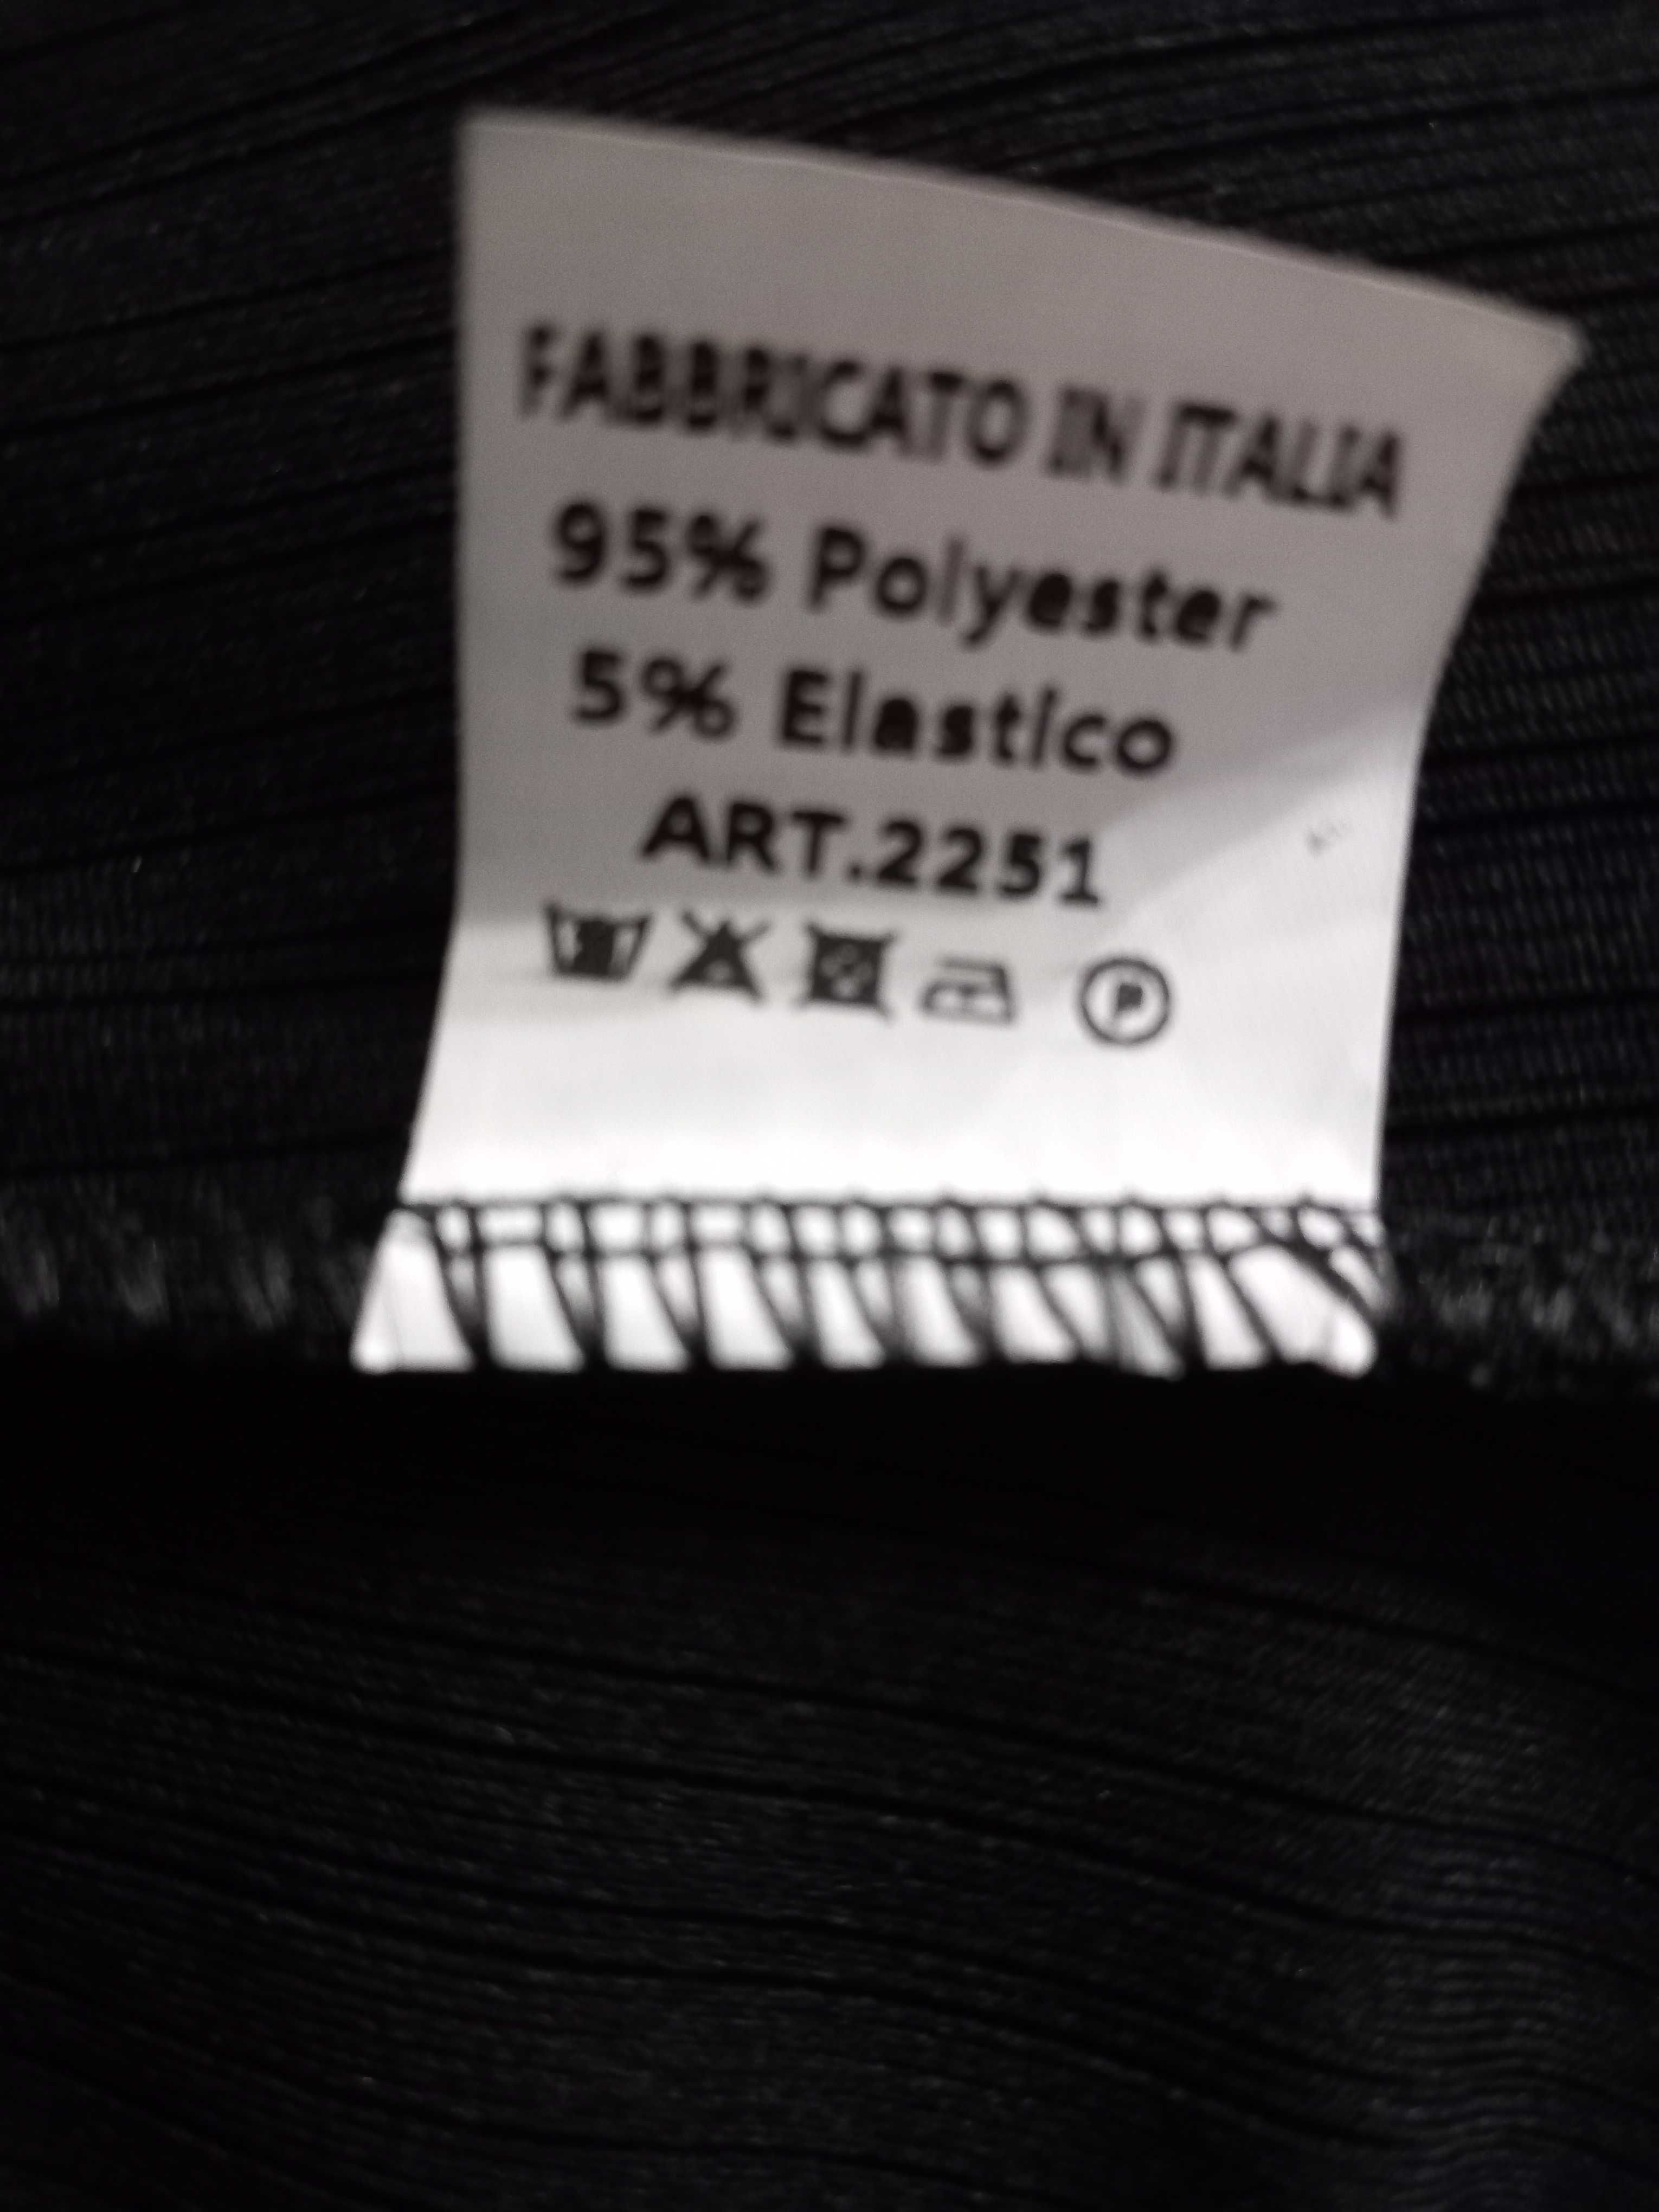 FABBRICATO IN ITALIA
95% Polyester
5% Elastico
ART.2251
P